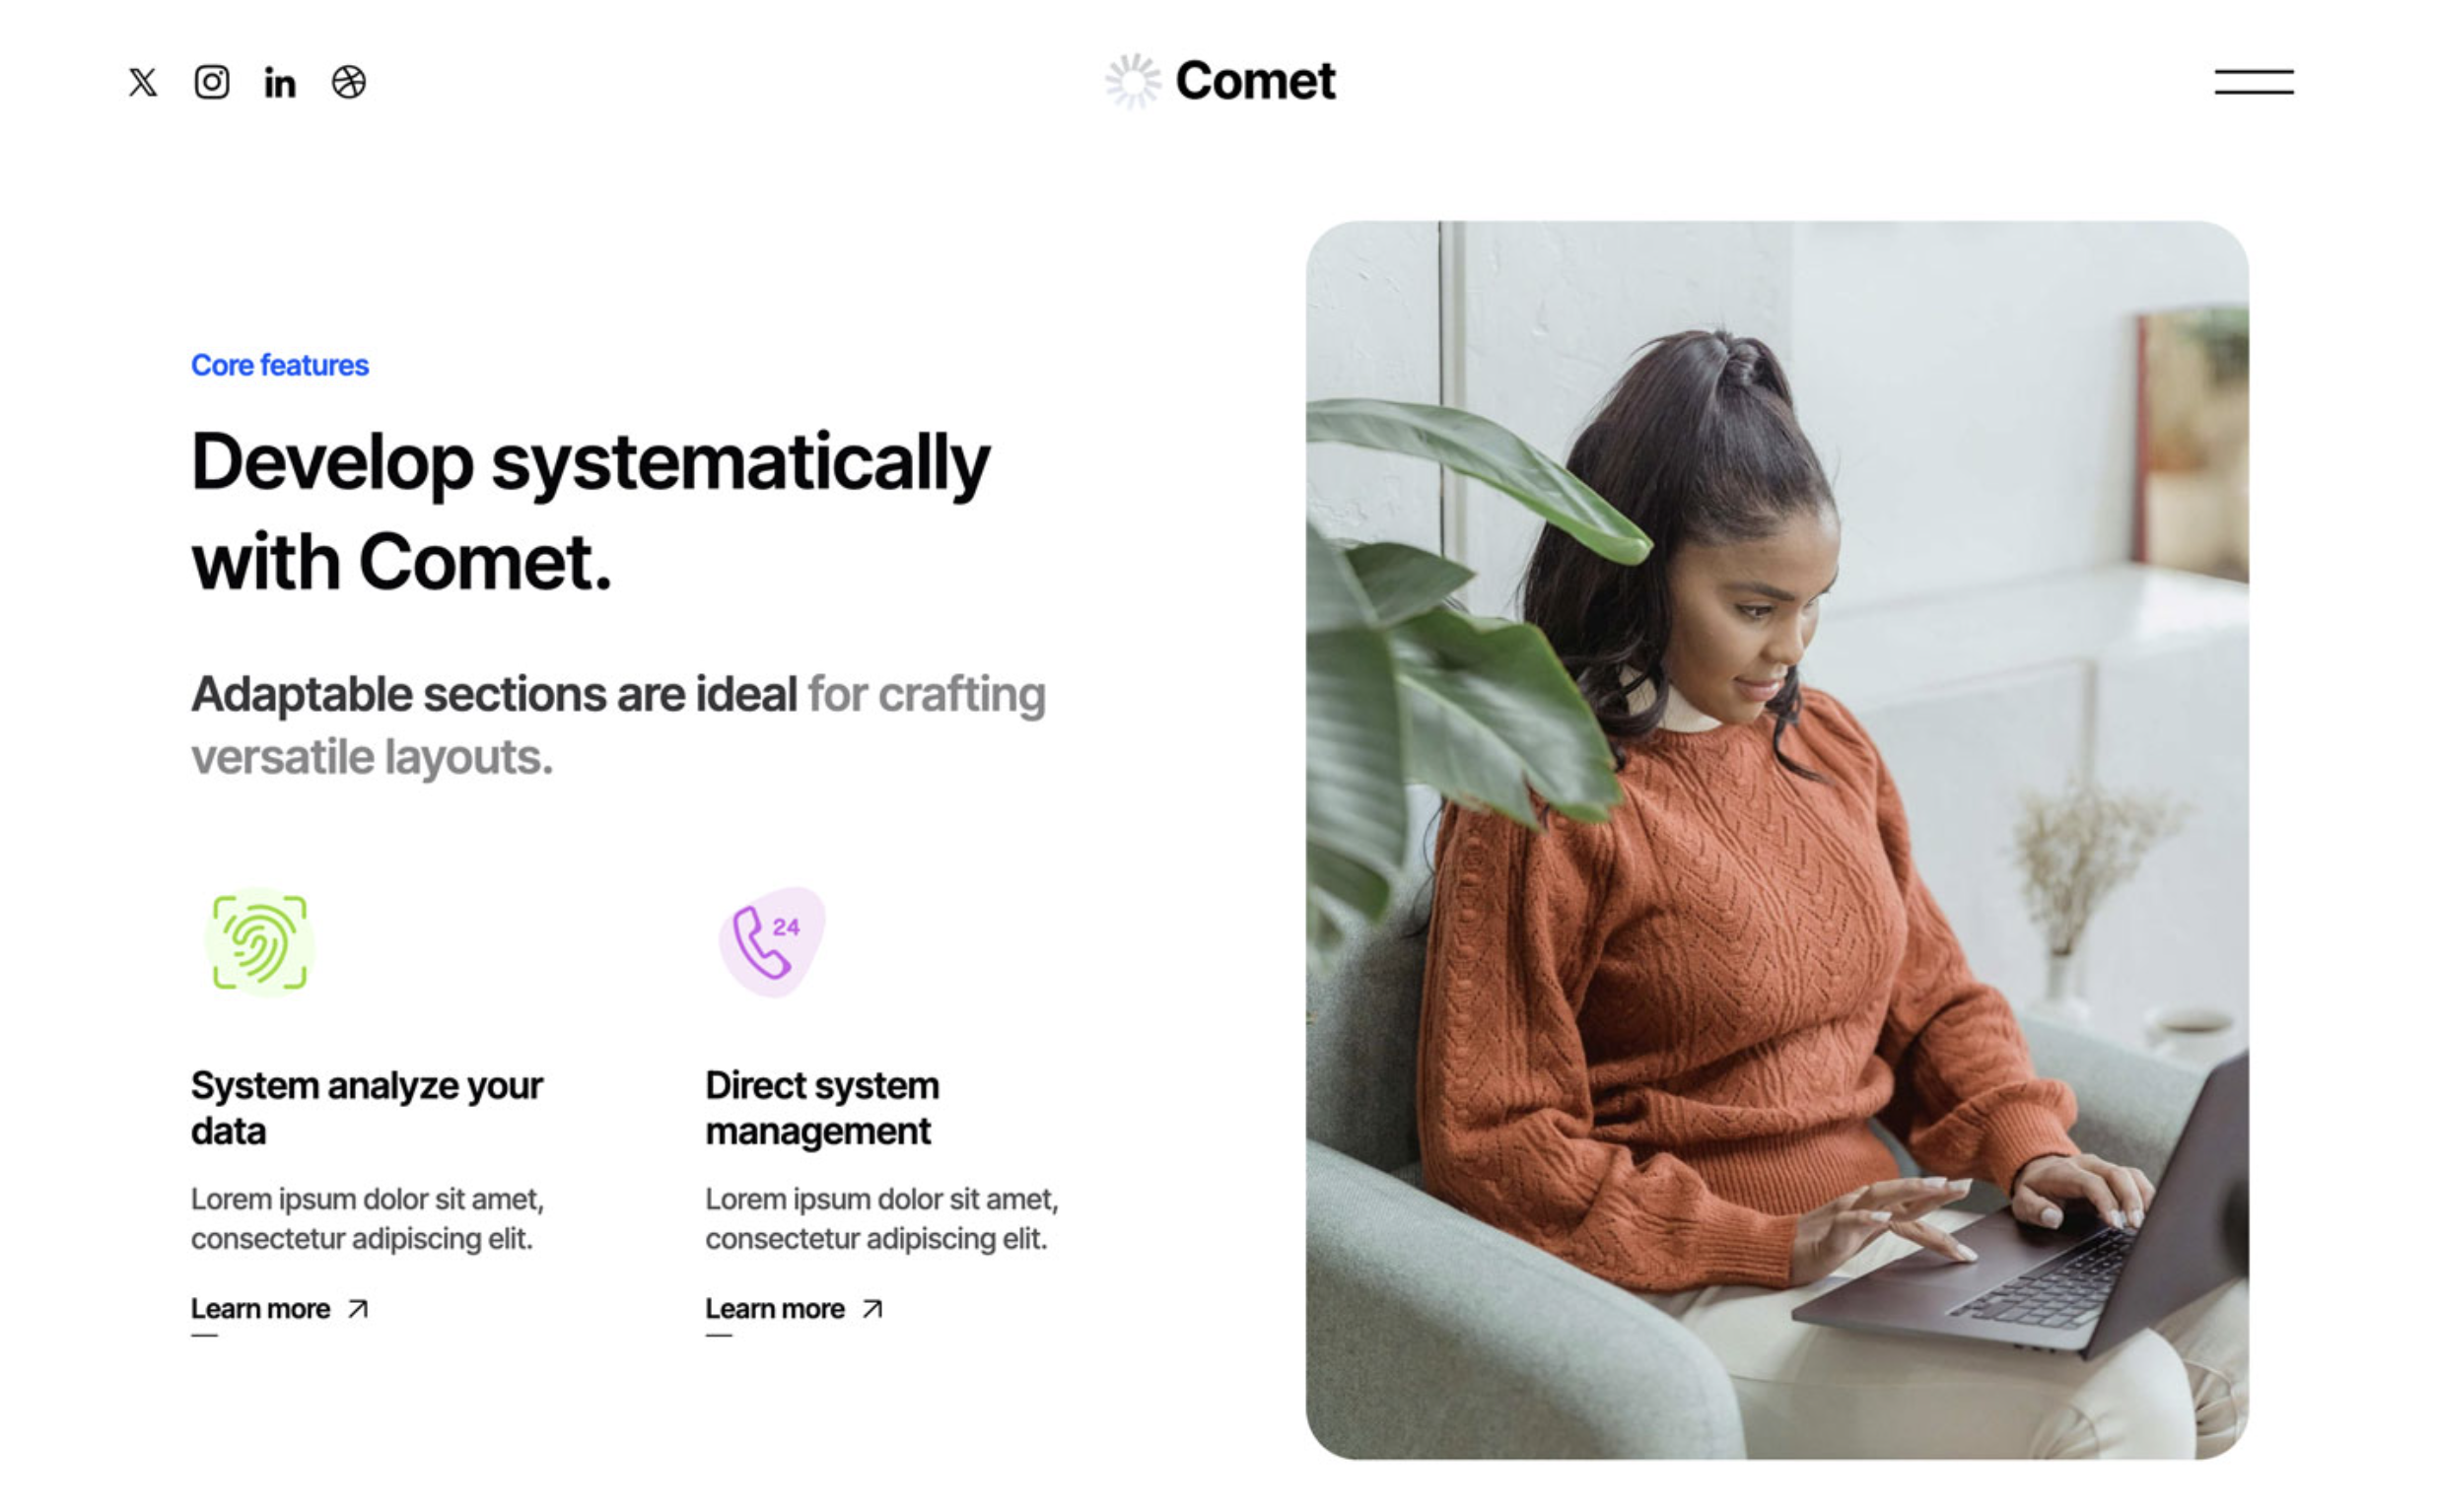 Comet
Core features
Develop systematically
with Comet.
Adaptable sections are ideal for crafting
versatile layouts.
24
System analyze your
data
Lorem ipsum dolor sit amet,
consectetur adipiscing elit.
Learn more
Direct system
management
Lorem ipsum dolor sit amet,
consectetur adipiscing elit.
Learn more